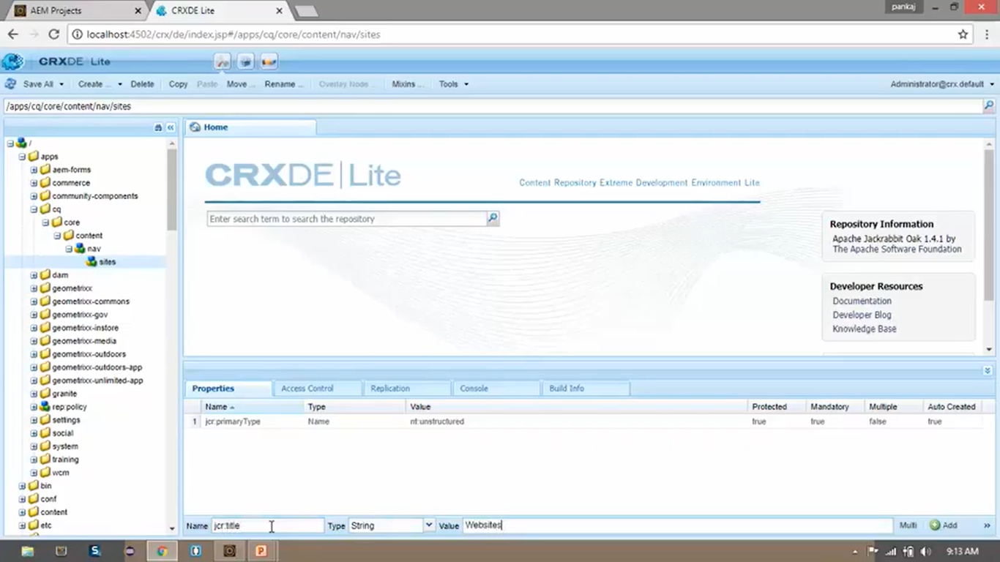 AEM Projects
CRXDE Lite
pankaj
localhost:4502/crx/de/index.jsp#/apps/cq/core/content/nav/sites
CRXDE Lite
Save All Create ... Delete Copy Paste Move ... Rename ... Overlay Node ... Mixins ... Tools Administrator@crx.default
/apps/cq/core/content/nav/sites
/
apps
aem-forms
commerce
community-components
cq
core
content
nav
sites
dam
geometrixx
geometrixx-commons
geometrixx-gov
geometrixx-instore
geometrixx-media
geometrixx-outdoors
geometrixx-outdoors-app
geometrixx-unlimited-app
granite
rep:policy
settings
social
system
training
wcm
bin
conf
content
etc
Home
CRXDE Lite
Content Repository Extreme Development Environment Lite
Enter search term to search the repository
Repository Information
Apache Jackrabbit Oak 1.4.1 by
The Apache Software Foundation
Developer Resources
Documentation
Developer Blog
Knowledge Base
Properties Access Control Replication Console Build Info
Name Type Value Protected Mandatory Multiple Auto Created
1 jcr:primaryType Name nt:unstructured true true false true
Name jcr:title Type String Value Websites Multi Add »
9:13 AM